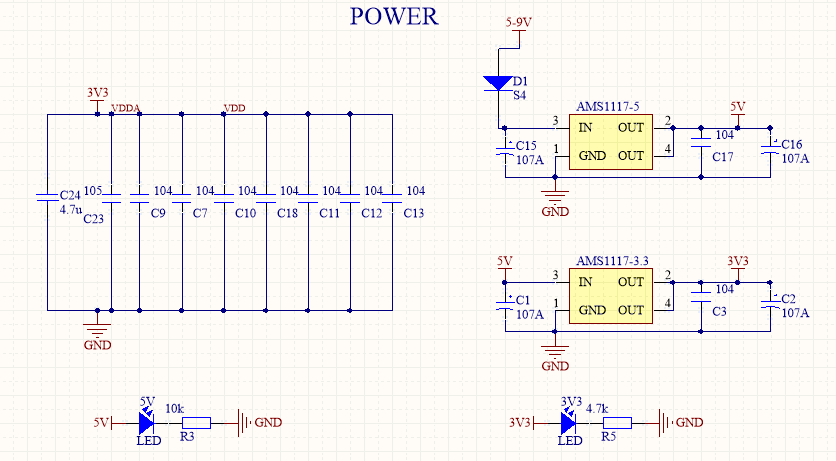 POWER
5-9V
D1
S4
3V3
VDDA
VDD
AMS1117-5
5V
3
IN
OUT
2
1
GND
OUT
4
C15
107A
104
C17
C16
107A
GND
C24
4.7u
105
C23
104
C9
104
C7
104
C10
104
C18
104
C11
104
C12
104
C13
GND
5V
AMS1117-3.3
3V3
3
IN
OUT
2
1
GND
OUT
4
C1
107A
104
C3
C2
107A
GND
5V
5V
LED
10k
R3
GND
3V3
3V3
LED
4.7k
R5
GND